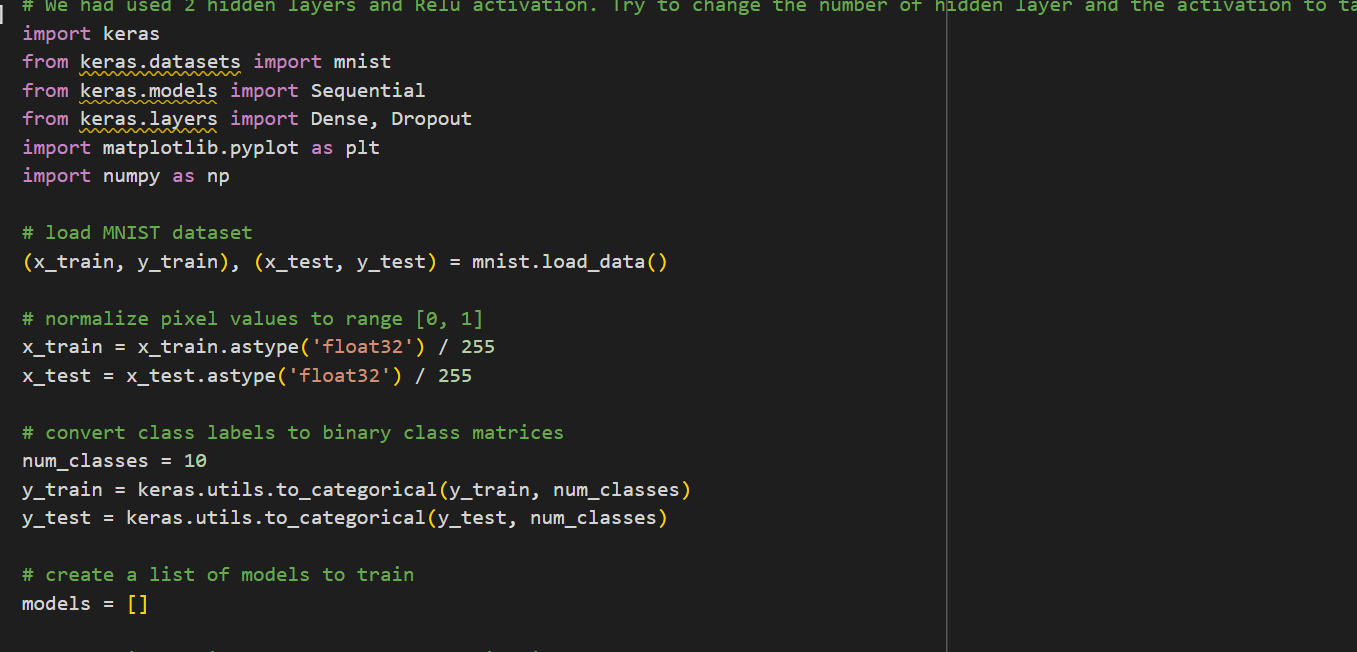 # We had used 2 hidden layers and Relu activation. Try to change the number of hidden layer and the activation to
import keras
from keras.datasets import mnist
from keras.models import Sequential
from keras.layers import Dense, Dropout
import matplotlib.pyplot as plt
import numpy as np
# load MNIST dataset
(x_train, y_train), (x_test, y_test) = mnist.load_data()
# normalize pixel values to range [0, 1]
x_train = x_train.astype('float32') / 255
x_test = x_test.astype('float32') / 255
# convert class labels to binary class matrices
num_classes = 10
y_train = keras.utils.to_categorical(y_train, num_classes)
y_test = keras.utils.to_categorical(y_test, num_classes)
# create a list of models to train
models = []